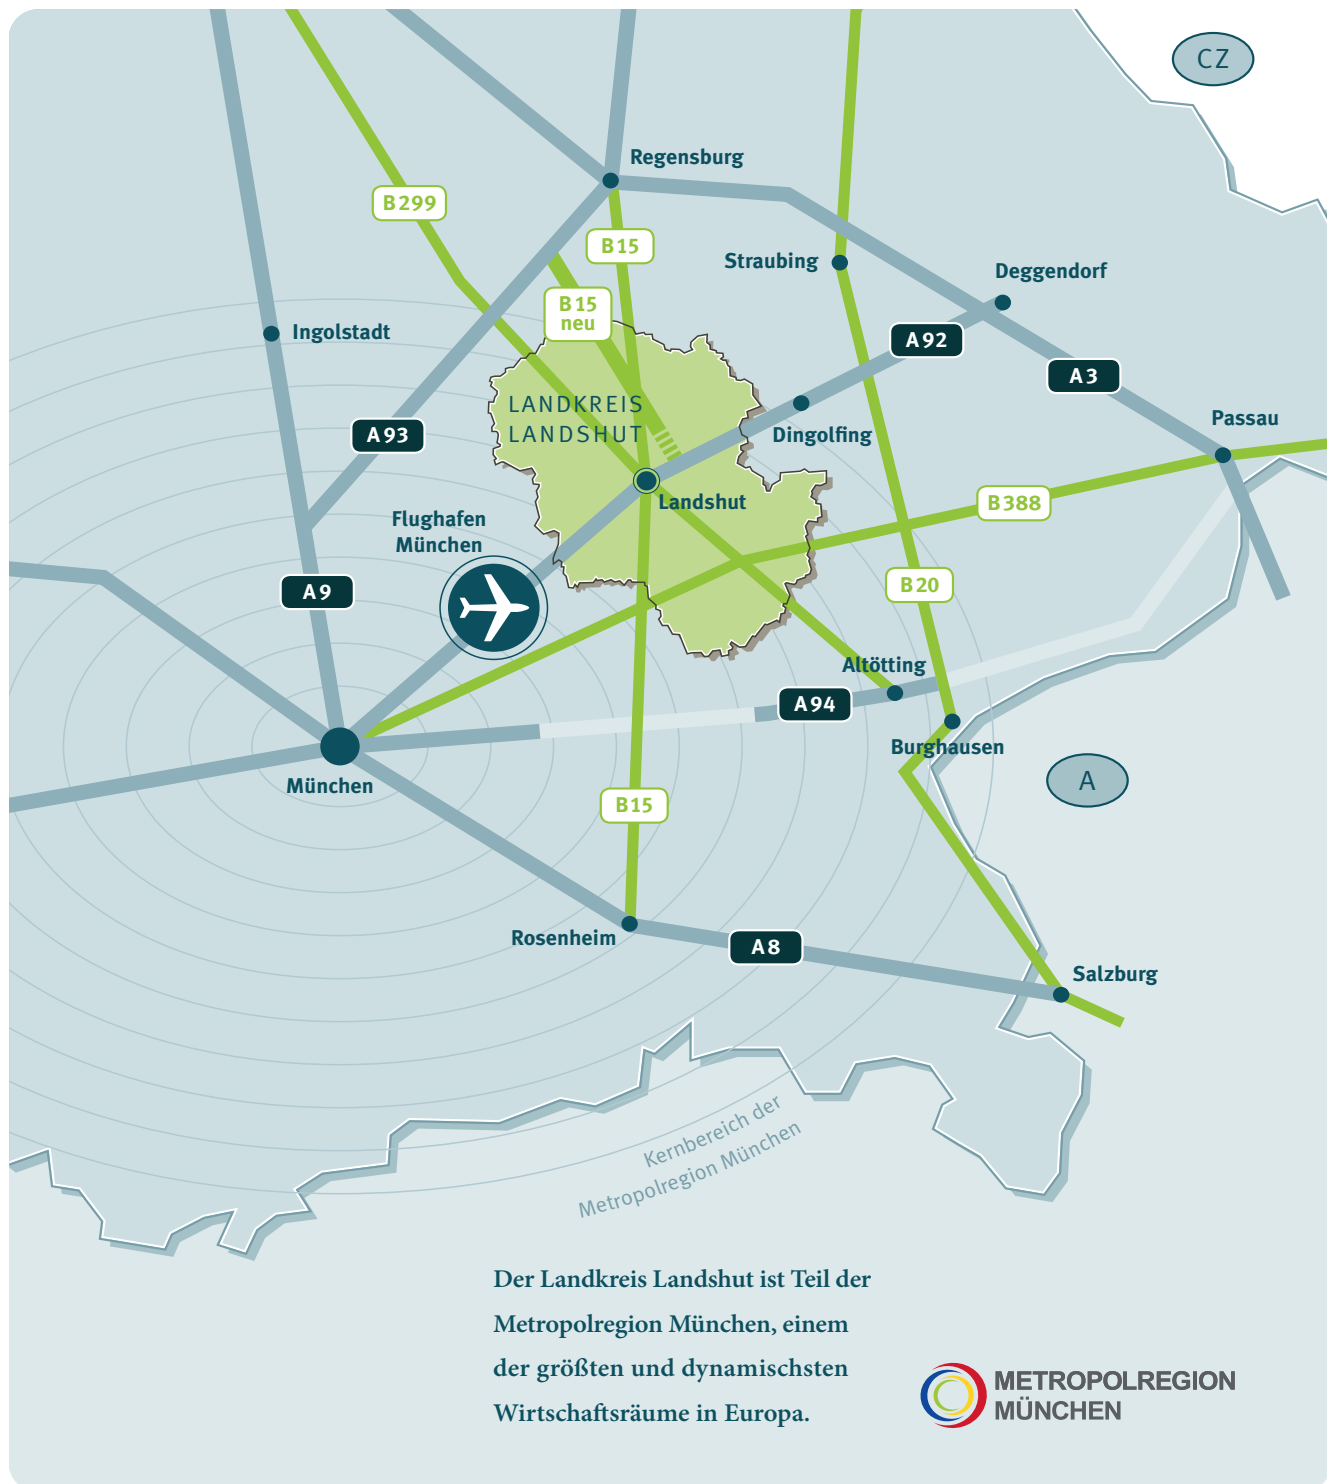 CZ
Regensburg
B299
B15
Straubing
Deggendorf
B15
neu
Ingolstadt
A92
A3
LANDKREIS
LANDSHUT
Passau
A93
Dingolfing
Landshut
B388
Flughafen
München
A9
B20
Altötting
A94
Burghausen
A
München
B15
Rosenheim
A8
Salzburg
Kernbereich der
Metropolregion München
Der Landkreis Landshut ist Teil der
Metropolregion München, einem
der größten und dynamischsten
Wirtschaftsräume in Europa.
METROPOLREGION
MÜNCHEN